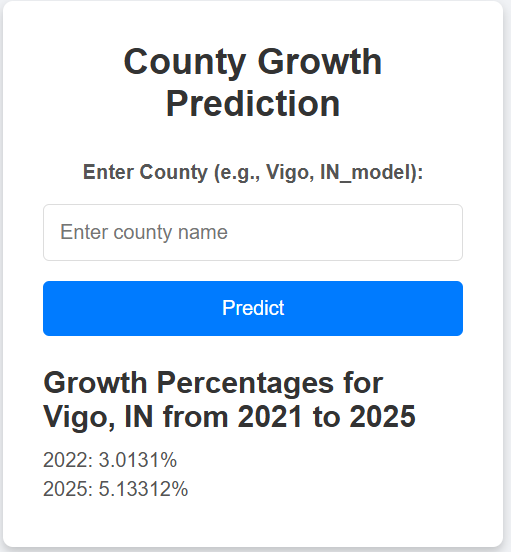 County Growth
Prediction
Enter County (e.g., Vigo, IN_model):
Enter county name
Predict
Growth Percentages for
Vigo, IN from 2021 to 2025
2022: 3.0131%
2025: 5.13312%